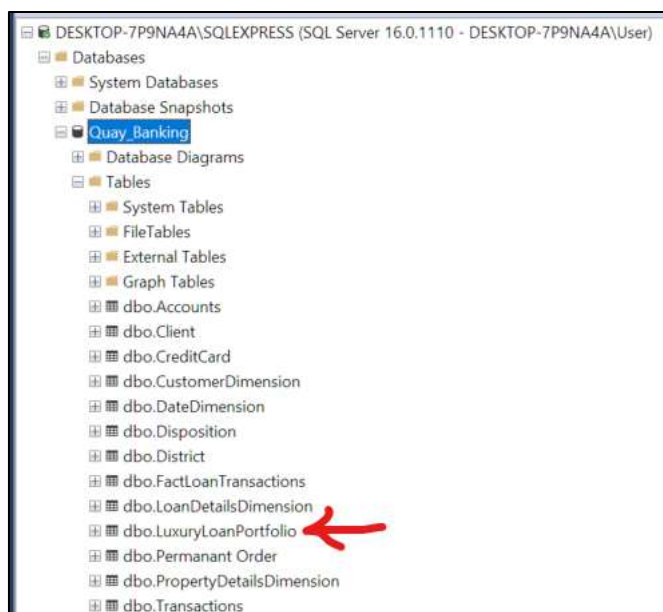 DESKTOP-7P9NA4A\SQLEXPRESS (SQL Server 16.0.1110 - DESKTOP-7P9NA4A\User)
Databases
System Databases
Database Snapshots
Quay_Banking
Database Diagrams
Tables
System Tables
FileTables
External Tables
Graph Tables
dbo.Accounts
dbo.Client
dbo.CreditCard
dbo.CustomerDimension
dbo.DateDimension
dbo.Disposition
dbo.District
dbo.FactLoanTransactions
dbo.LoanDetailsDimension
dbo.LuxuryLoanPortfolio
dbo.Permanant Order
dbo.PropertyDetailsDimension
dbo.Transactions